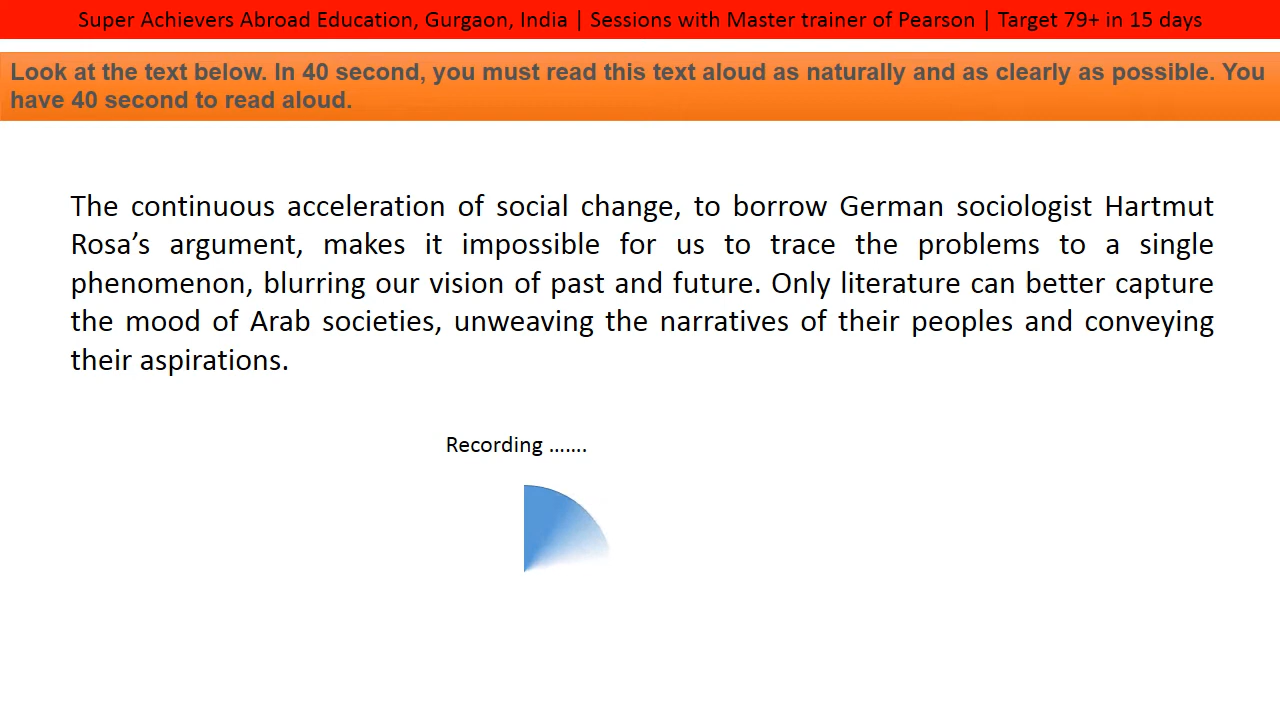 Super Achievers Abroad Education, Gurgaon, India | Sessions with Master trainer of Pearson | Target 79+ in 15 days
Look at the text below. In 40 second, you must read this text aloud as naturally and as clearly as possible. You
have 40 second to read aloud.
The continuous acceleration of social change, to borrow German sociologist Hartmut
Rosa’s argument, makes it impossible for us to trace the problems to a single
phenomenon, blurring our vision of past and future. Only literature can better capture
the mood of Arab societies, unweaving the narratives of their peoples and conveying
their aspirations.
Recording .......